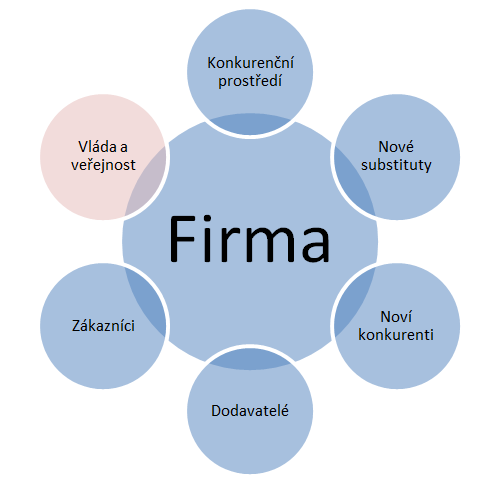 Konkurenční
prostředí
Vláda a
veřejnost
Nové
substituty
Firma
Zákazníci
Noví
konkurenti
Dodavatelé